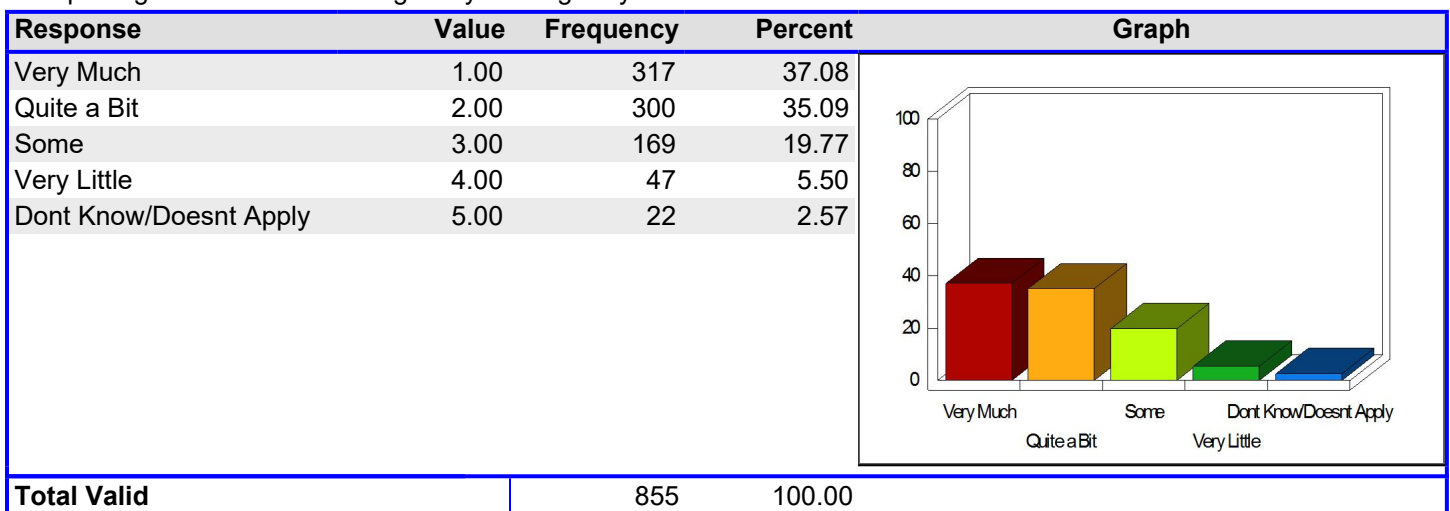 Response Value Frequency Percent Graph
Very Much 1.00 317 37.08
Quite a Bit 2.00 300 35.09
Some 3.00 169 19.77
Very Little 4.00 47 5.50
Dont Know/Doesnt Apply 5.00 22 2.57
100
80
60
40
20
0
Very Much Some Dont Know/Doesnt Apply
Quite a Bit Very Little
Total Valid 855 100.00